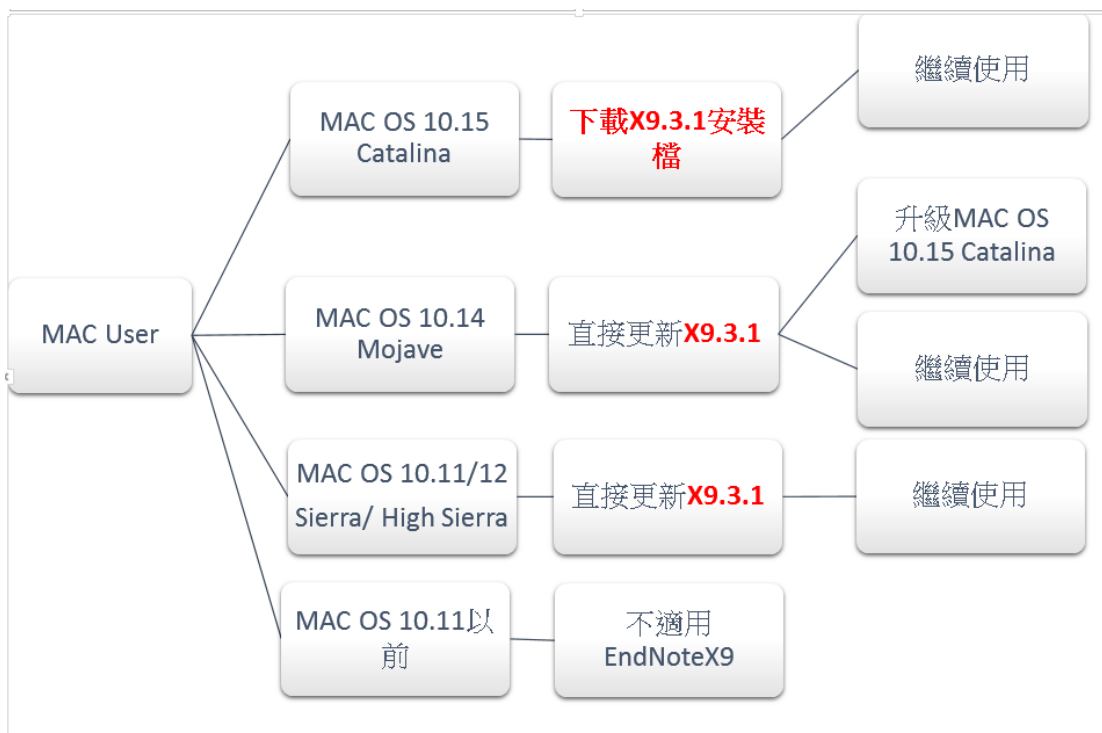 MAC User
MAC OS 10.15
Catalina
下載X9.3.1安裝
檔
繼續使用
MAC OS 10.14
Mojave
直接更新X9.3.1
升級MAC OS
10.15 Catalina
繼續使用
MAC OS 10.11/12
Sierra/ High Sierra
直接更新X9.3.1
繼續使用
MAC OS 10.11以
前
不適用
EndNoteX9